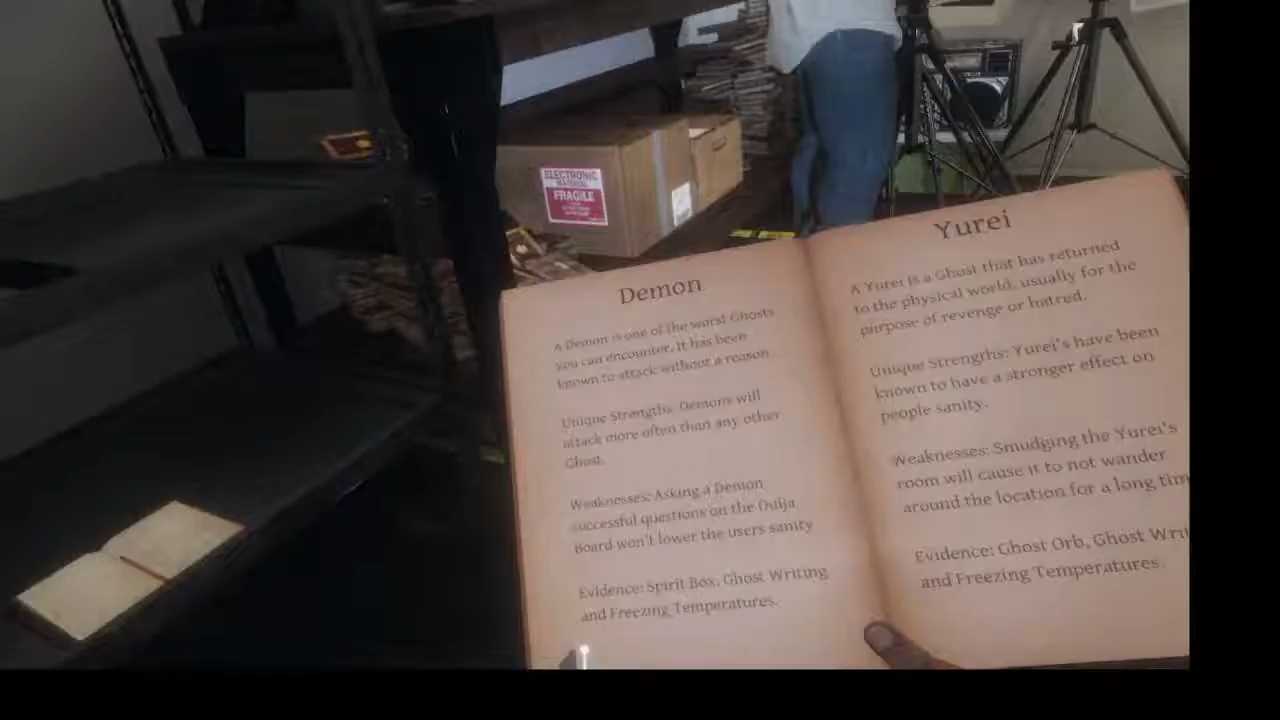 ELECTRONIC
MATERIAL
FRAGILE
Demon
A Demon is one of the worst Ghosts
you can encounter. It has been
known to attack without a reason.
Unique Strengths: Demons will
attack more often than any other
Ghost.
Weaknesses: Asking a Demon
successful questions on the Ouija
Board won't lower the users sanity
Evidence: Spirit Box, Ghost Writing
and Freezing Temperatures.
Yurei
A Yurei is a Ghost that has returned
to the physical world, usually for the
purpose of revenge or hatred.
Unique Strengths: Yurei's have been
known to have a stronger effect on
people sanity.
Weaknesses: Smudging the Yurei's
room will cause it to not wander
around the location for a long tim
Evidence: Ghost Orb, Ghost Wri
and Freezing Temperatures.